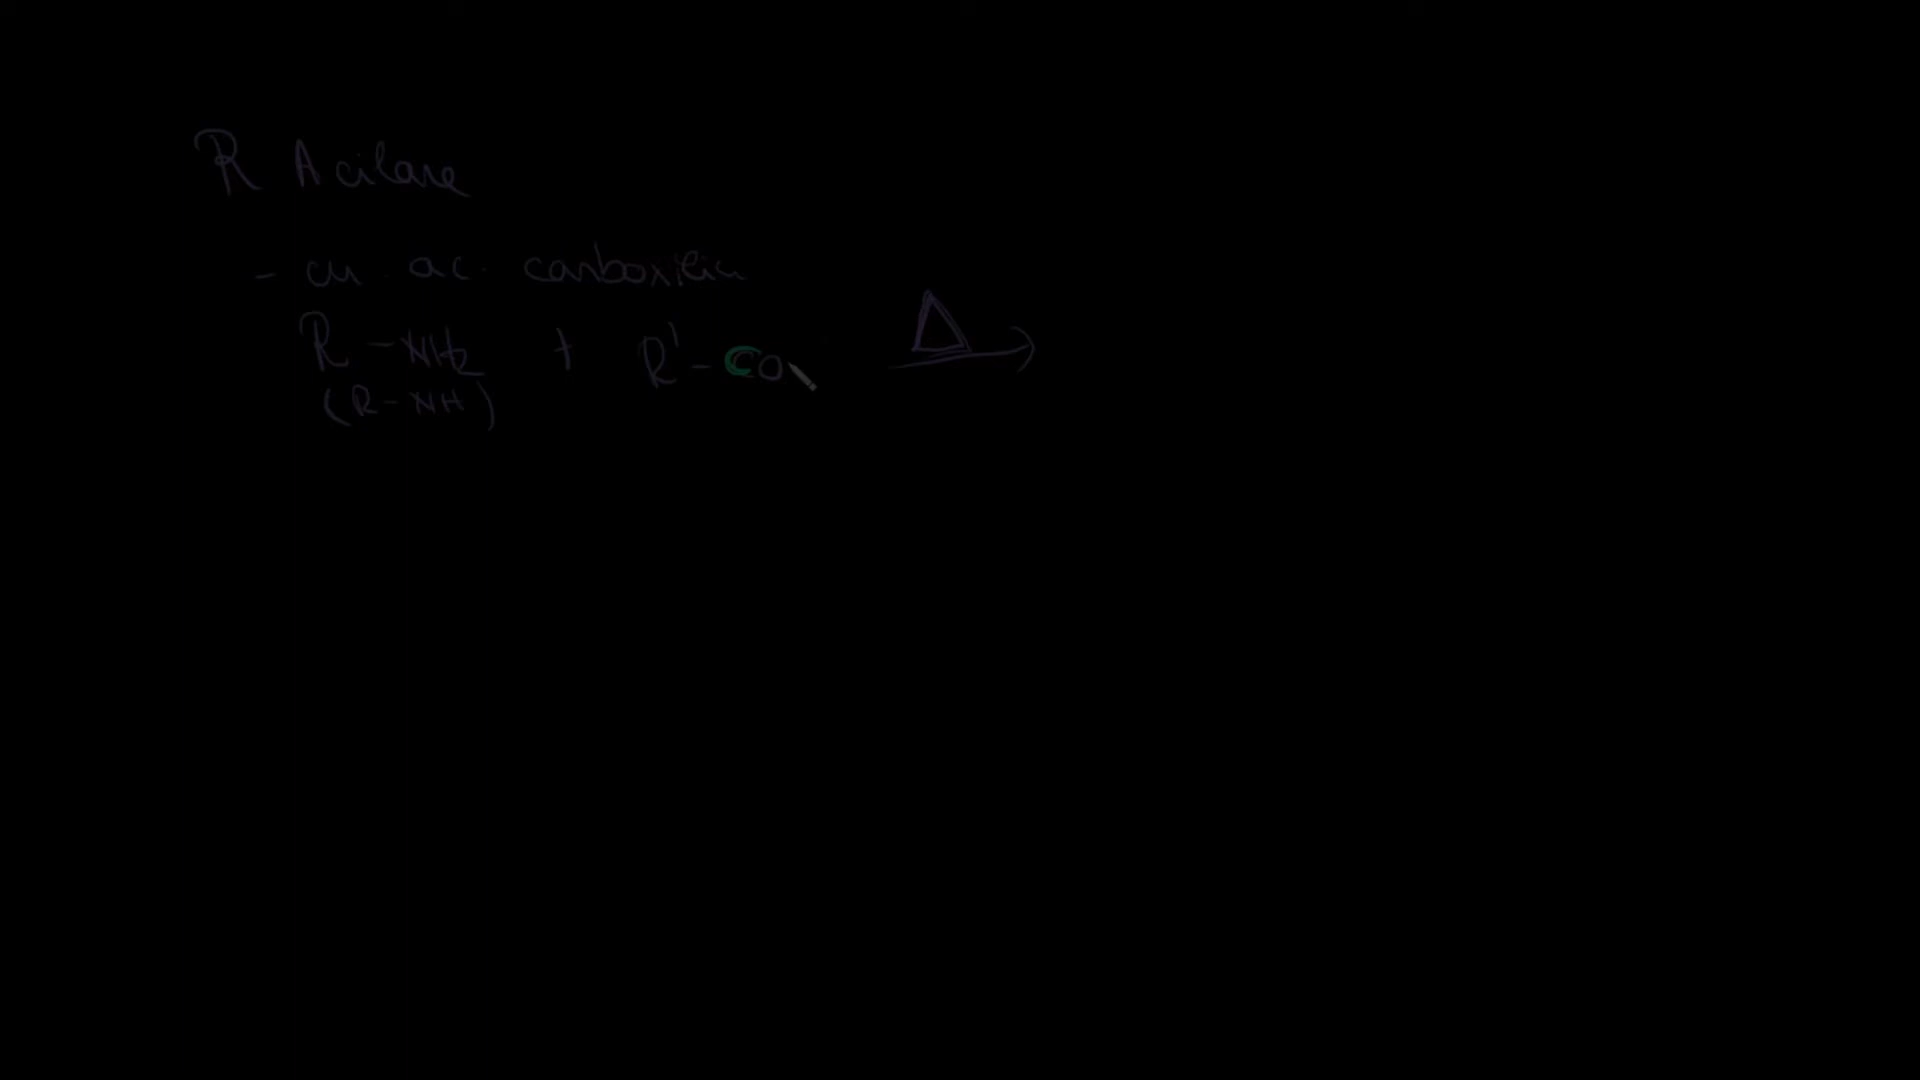 R Acilare
- cu ac. carboxilic
R - NH2 + R' - CO Δ →
(R - NH)